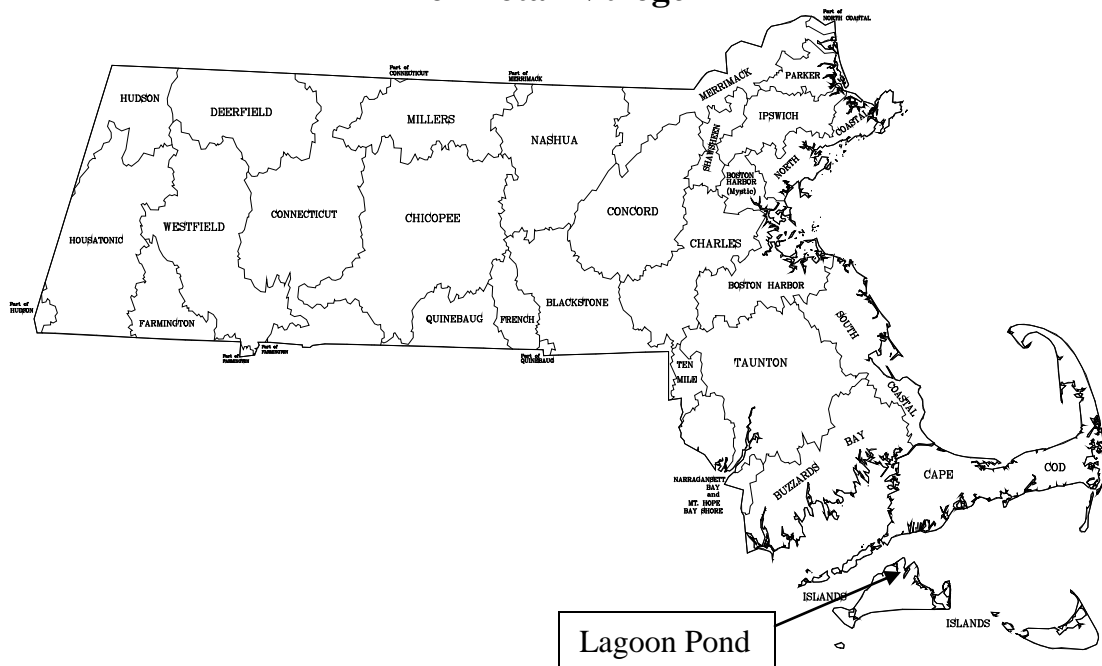 Part of
NORTH COASTAL
Part of
CONNECTICUT
Part of
MERRIMACK
MERRIMACK
PARKER
HUDSON
DEERFIELD
MILLERS
NASHUA
SHAWSHEEN
IPSWICH
COASTAL
NORTH
BOSTON
HARBOR
(Mystic)
CONCORD
CHICOPEE
CONNECTICUT
WESTFIELD
HOUSATONIC
CHARLES
BOSTON HARBOR
BLACKSTONE
Part of
HUDSON
FARMINGTON
QUINEBAUG
FRENCH
SOUTH
COASTAL
Part of
FARMINGTON
Part of
FARMINGTON
Part of
QUINEBAUG
TEN
MILE
TAUNTON
BUZZARDS
BAY
CAPE
COD
NARRAGANSETT
BAY
and
MT. HOPE
BAY SHORE
ISLANDS
ISLANDS
Lagoon Pond